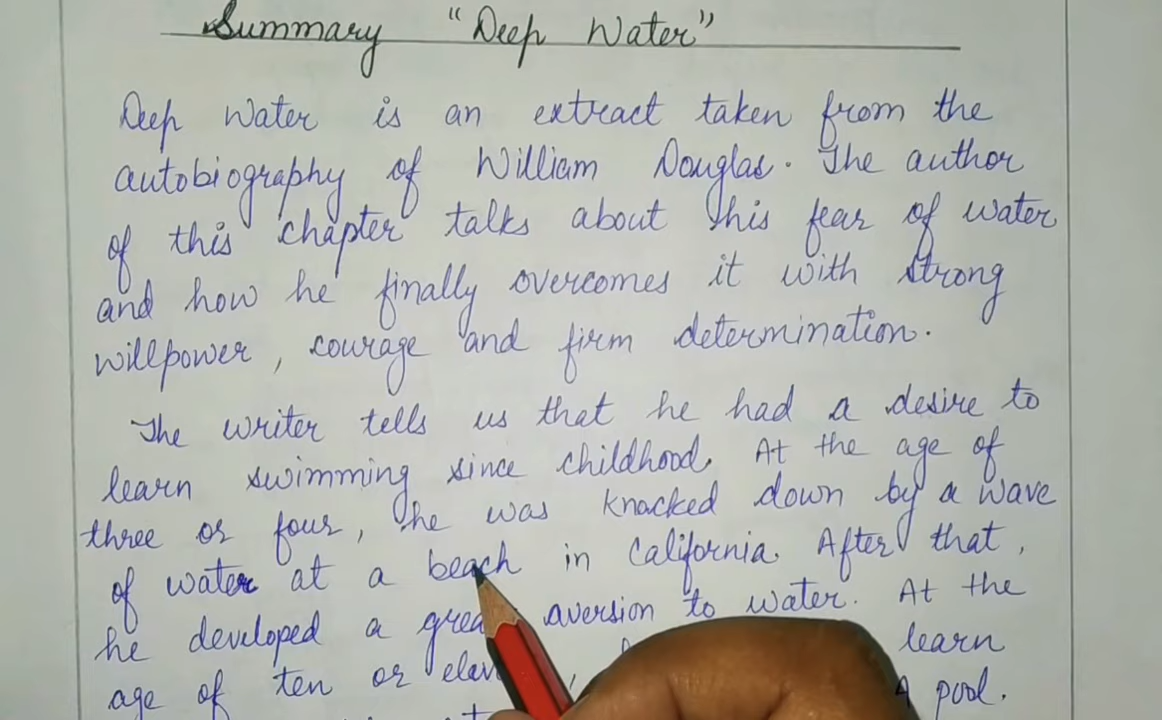 Summary "Deep Water"
Deep Water is an extract taken from the
autobiography of William Douglas. The author
of this chapter talks about his fear of water
and how he finally overcomes it with strong
willpower, courage and firm determination.
The writer tells us that he had a desire to
learn swimming since childhood. At the age of
three or four, he was knocked down by a wave
of water at a beach in California. After that,
he developed a great aversion to water. At the
age of ten or learn
pool.